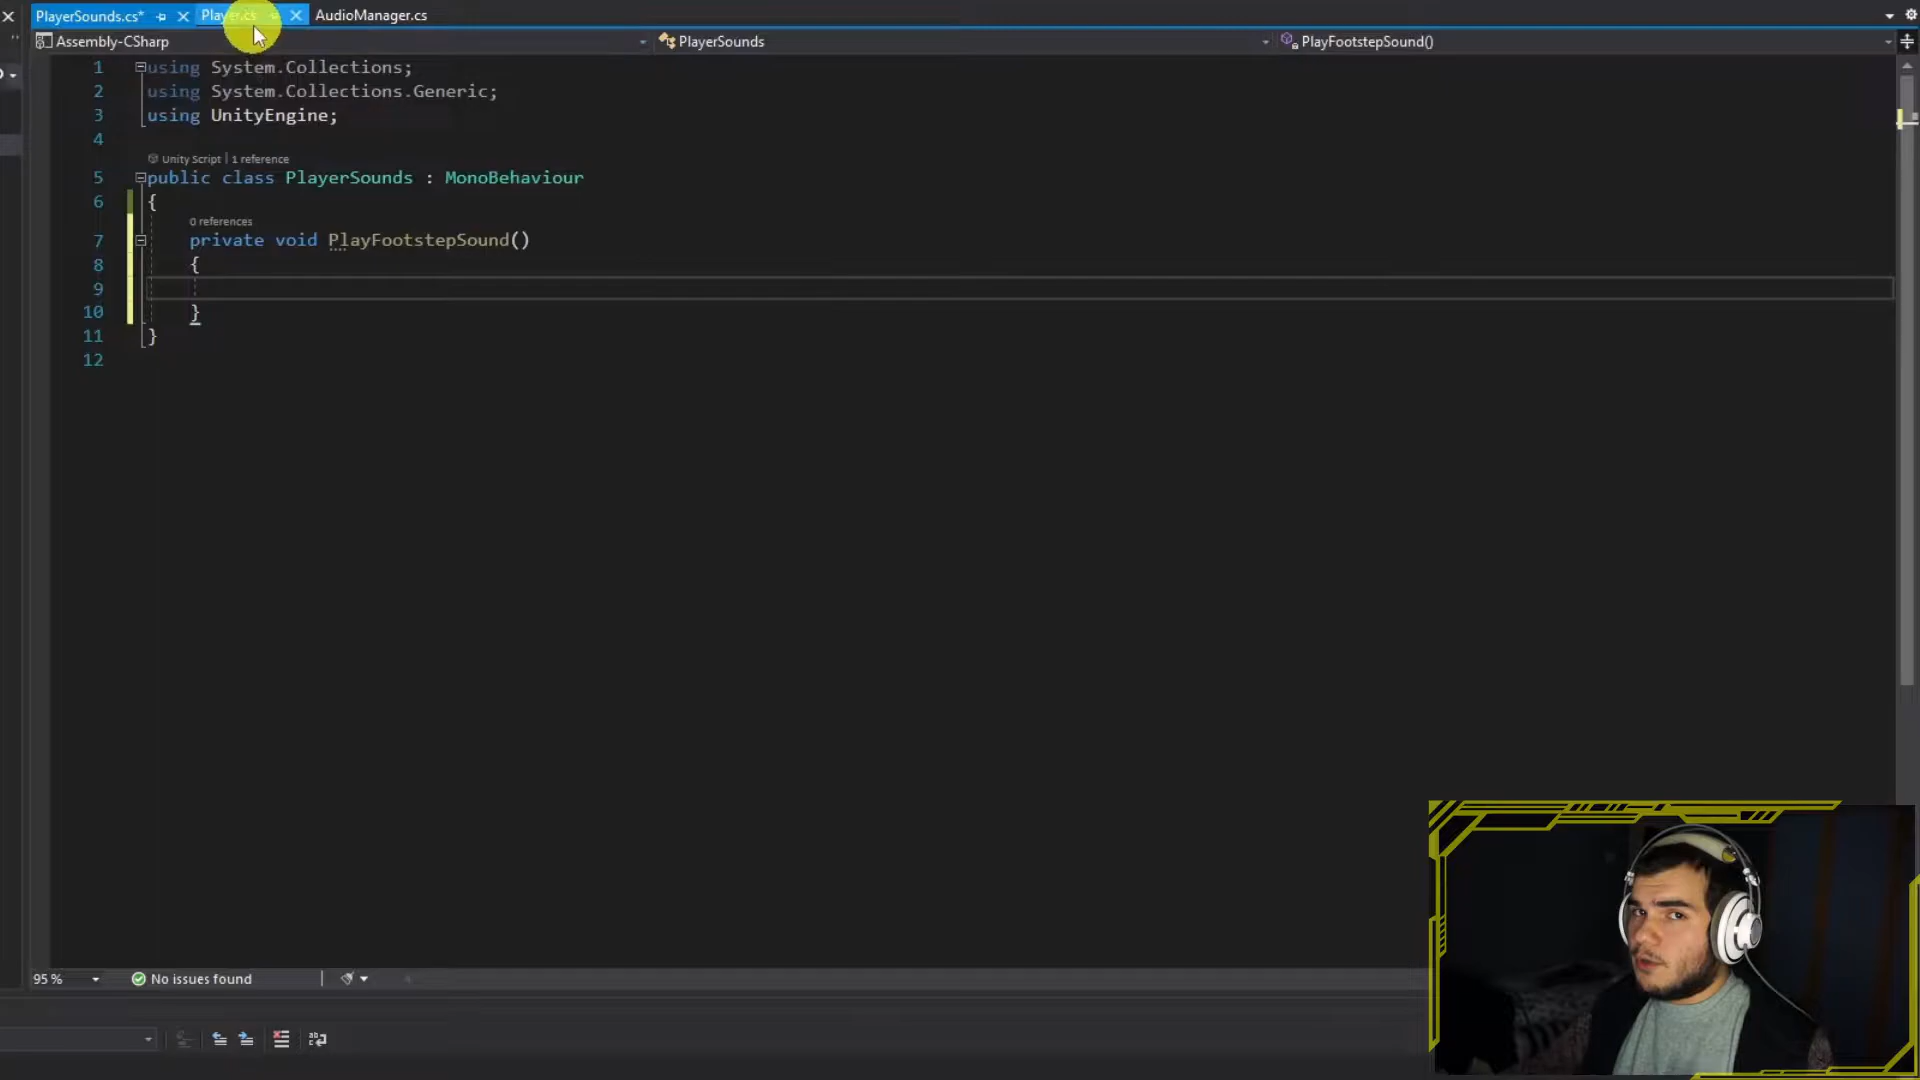 PlayerSounds.cs*
Player.cs
AudioManager.cs
Assembly-CSharp
PlayerSounds
PlayFootstepSound()
1 using System.Collections;
2 using System.Collections.Generic;
3 using UnityEngine;
4
Unity Script | 1 reference
5 public class PlayerSounds : MonoBehaviour
6 {
0 references
7 private void PlayFootstepSound()
8 {
9
10 }
11 }
12
95 %
No issues found